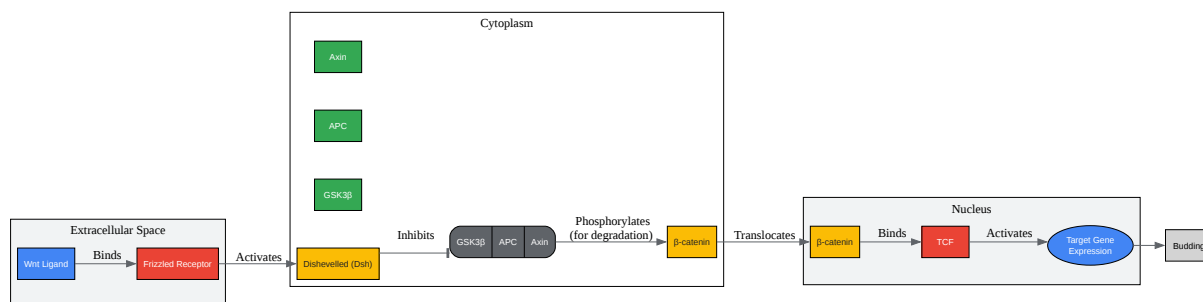 Cytoplasm
Axin
APC
GSK3β
Extracellular Space
Wnt Ligand
Binds
Frizzled Receptor
Activates
Dishevelled (Dsh)
Inhibits
GSK3β
APC
Axin
Phosphorylates
(for degradation)
β-catenin
Translocates
Nucleus
β-catenin
Binds
TCF
Activates
Target Gene
Expression
Budding